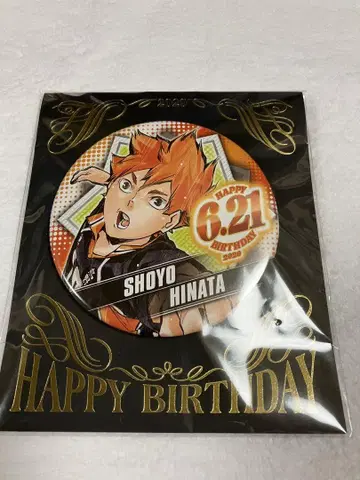 2020
HAPPY
6.21
BIRTHDAY
2020
SHOYO
HINATA
HAPPY BIRTHDAY